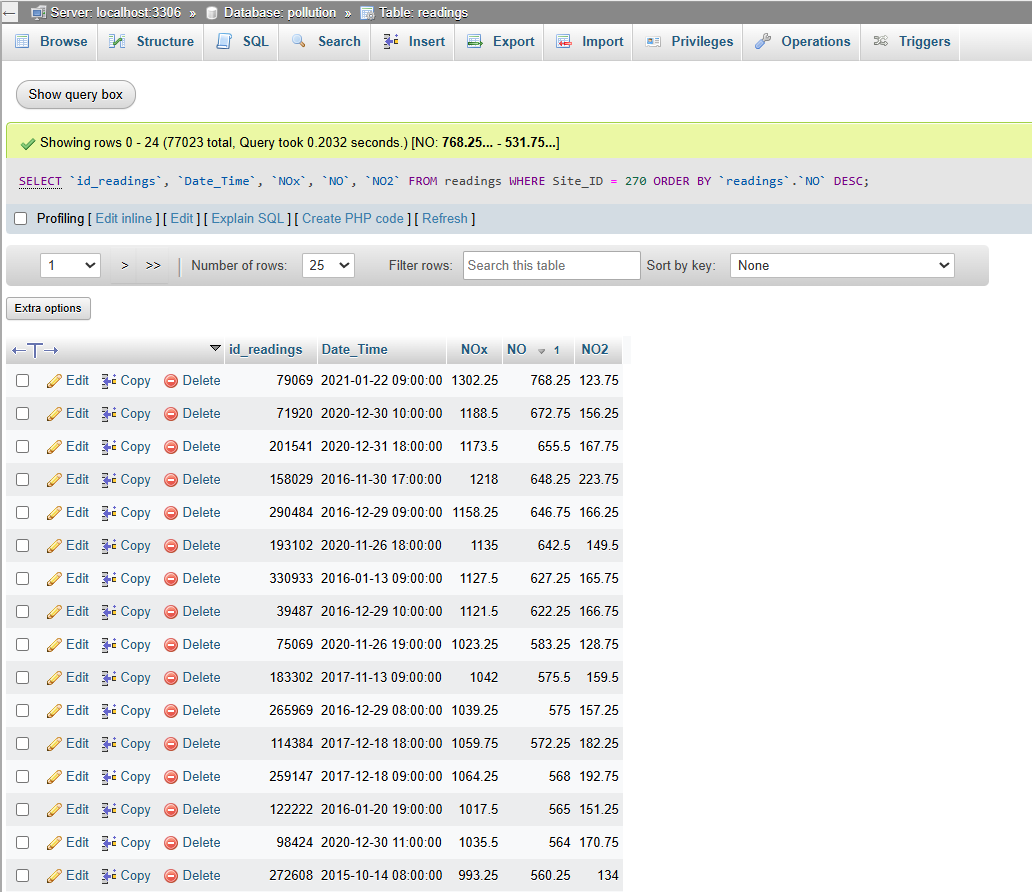 Server: localhost:3306 » Database: pollution » Table: readings
Browse Structure SQL Search Insert Export Import Privileges Operations Triggers
Show query box
Showing rows 0 - 24 (77023 total, Query took 0.2032 seconds.) [NO: 768.25... - 531.75...]
SELECT `id_readings`, `Date_Time`, `NOx`, `NO`, `NO2` FROM readings WHERE Site_ID = 270 ORDER BY `readings`.`NO` DESC;
Profiling [ Edit inline ] [ Edit ] [ Explain SQL ] [ Create PHP code ] [ Refresh ]
1 > >> | Number of rows: 25 Filter rows: Search this table Sort by key: None
Extra options
←T→ id_readings Date_Time NOx NO 1 NO2
Edit Copy Delete 79069 2021-01-22 09:00:00 1302.25 768.25 123.75
Edit Copy Delete 71920 2020-12-30 10:00:00 1188.5 672.75 156.25
Edit Copy Delete 201541 2020-12-31 18:00:00 1173.5 655.5 167.75
Edit Copy Delete 158029 2016-11-30 17:00:00 1218 648.25 223.75
Edit Copy Delete 290484 2016-12-29 09:00:00 1158.25 646.75 166.25
Edit Copy Delete 193102 2020-11-26 18:00:00 1135 642.5 149.5
Edit Copy Delete 330933 2016-01-13 09:00:00 1127.5 627.25 165.75
Edit Copy Delete 39487 2016-12-29 10:00:00 1121.5 622.25 166.75
Edit Copy Delete 75069 2020-11-26 19:00:00 1023.25 583.25 128.75
Edit Copy Delete 183302 2017-11-13 09:00:00 1042 575.5 159.5
Edit Copy Delete 265969 2016-12-29 08:00:00 1039.25 575 157.25
Edit Copy Delete 114384 2017-12-18 18:00:00 1059.75 572.25 182.25
Edit Copy Delete 259147 2017-12-18 09:00:00 1064.25 568 192.75
Edit Copy Delete 122222 2016-01-20 19:00:00 1017.5 565 151.25
Edit Copy Delete 98424 2020-12-30 11:00:00 1035.5 564 170.75
Edit Copy Delete 272608 2015-10-14 08:00:00 993.25 560.25 134